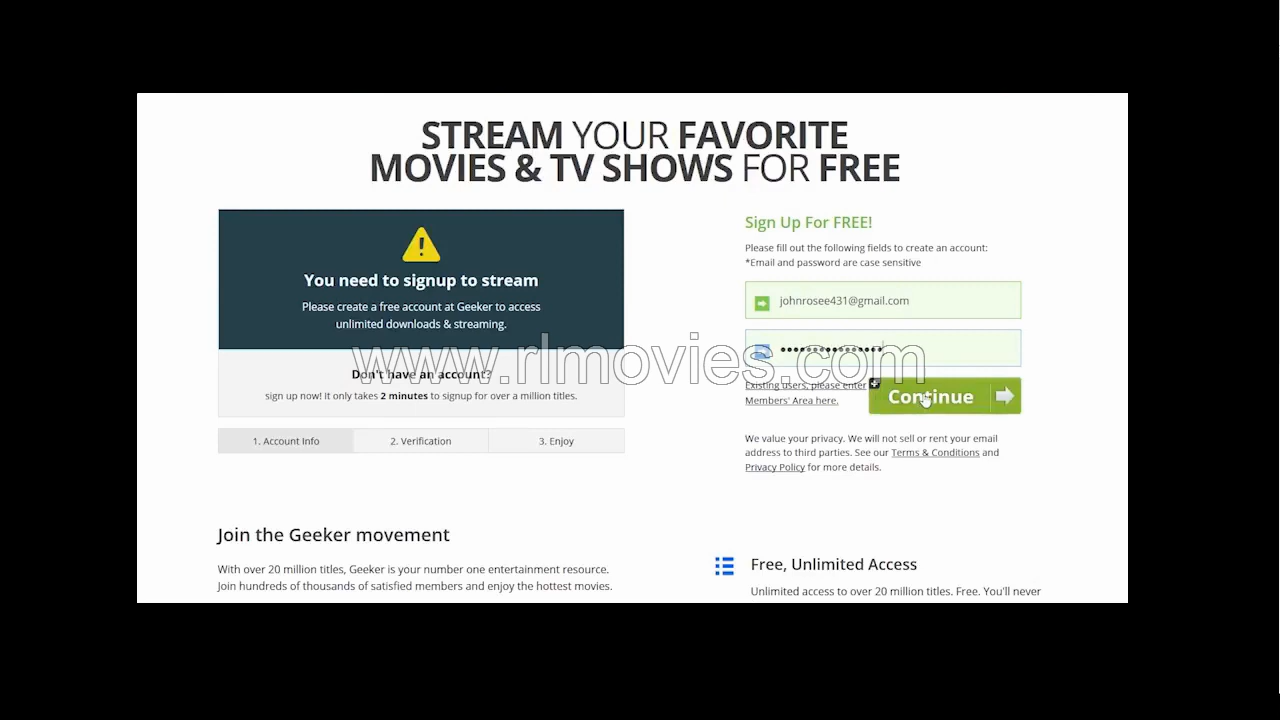 STREAM YOUR FAVORITE
MOVIES & TV SHOWS FOR FREE
You need to signup to stream
Please create a free account at Geeker to access
unlimited downloads & streaming.
Don't have an account?
sign up now! It only takes 2 minutes to signup for over a million titles.
1. Account Info
2. Verification
3. Enjoy
Sign Up For FREE!
Please fill out the following fields to create an account:
*Email and password are case sensitive
johnrosee431@gmail.com
www.rlmovies.com
Existing users, please enter
Members' Area here.
Continue
We value your privacy. We will not sell or rent your email
address to third parties. See our Terms & Conditions and
Privacy Policy for more details.
Join the Geeker movement
With over 20 million titles, Geeker is your number one entertainment resource.
Join hundreds of thousands of satisfied members and enjoy the hottest movies.
Free, Unlimited Access
Unlimited access to over 20 million titles. Free. You'll never